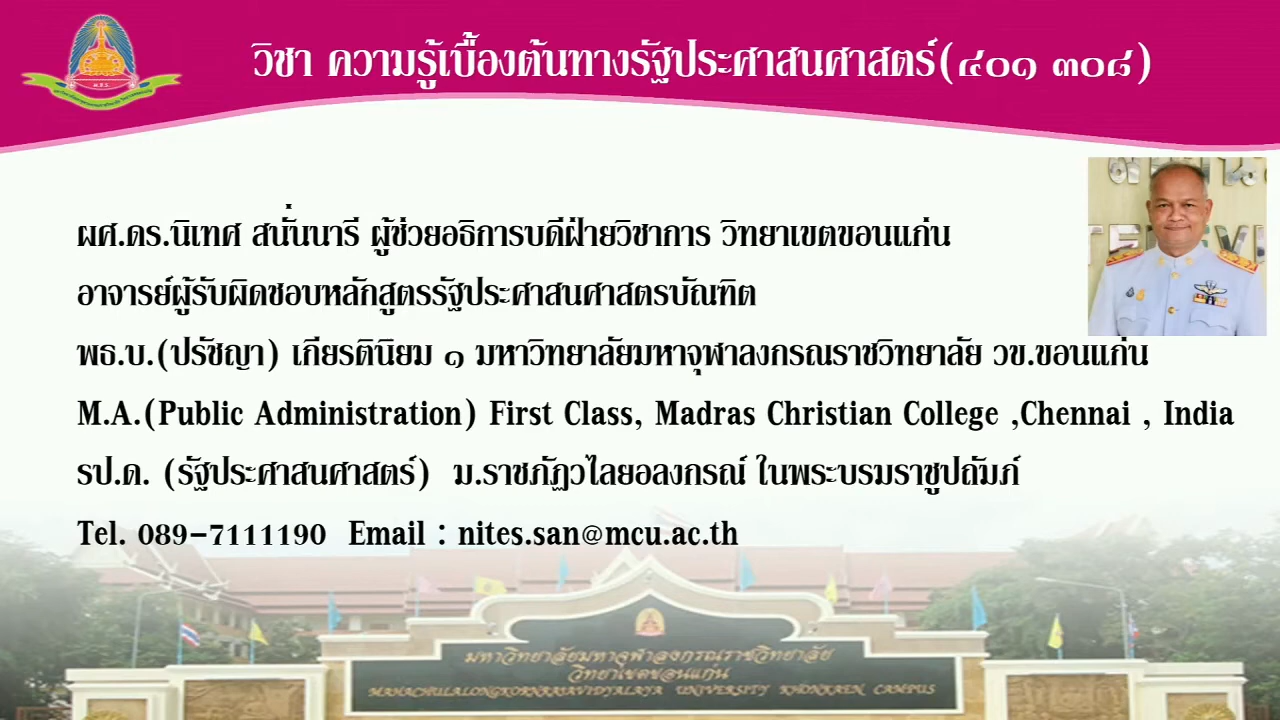 วิชา ความรู้เบื้องต้นทางรัฐประศาสนศาสตร์(๔๐๑ ๓๐๘)
ผศ.ดร.นิเทศ สนั่นนารี ผู้ช่วยอธิการบดีฝ่ายวิชาการ วิทยาเขตขอนแก่น
อาจารย์ผู้รับผิดชอบหลักสูตรรัฐประศาสนศาสตรบัณฑิต
พธ.บ.(ปรัชญา) เกียรตินิยม ๑ มหาวิทยาลัยมหาจุฬาลงกรณราชวิทยาลัย วข.ขอนแก่น
M.A.(Public Administration) First Class, Madras Christian College ,Chennai , India
รป.ด. (รัฐประศาสนศาสตร์) ม.ราชภัฏวไลยอลงกรณ์ ในพระบรมราชูปถัมภ์
Tel. 089-7111190 Email : nites.san@mcu.ac.th
มหาวิทยาลัยมหาจุฬาลงกรณราชวิทยาลัย
วิทยาเขตขอนแก่น
MAHACHULALONGKORNRAJAVIDYALAYA UNIVERSITY KHONKAEN CAMPUS